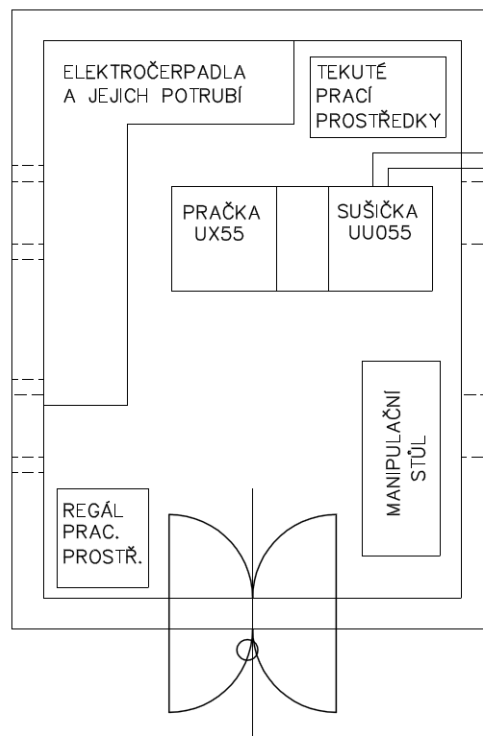 ELEKTROČERPADLA
A JEJICH POTRUBÍ
TEKUTÉ
PRACÍ
PROSTŘEDKY
PRAČKA
UX55
SUŠIČKA
UU055
MANIPULAČNÍ
STŮL
REGÁL
PRAC.
PROSTŘ.